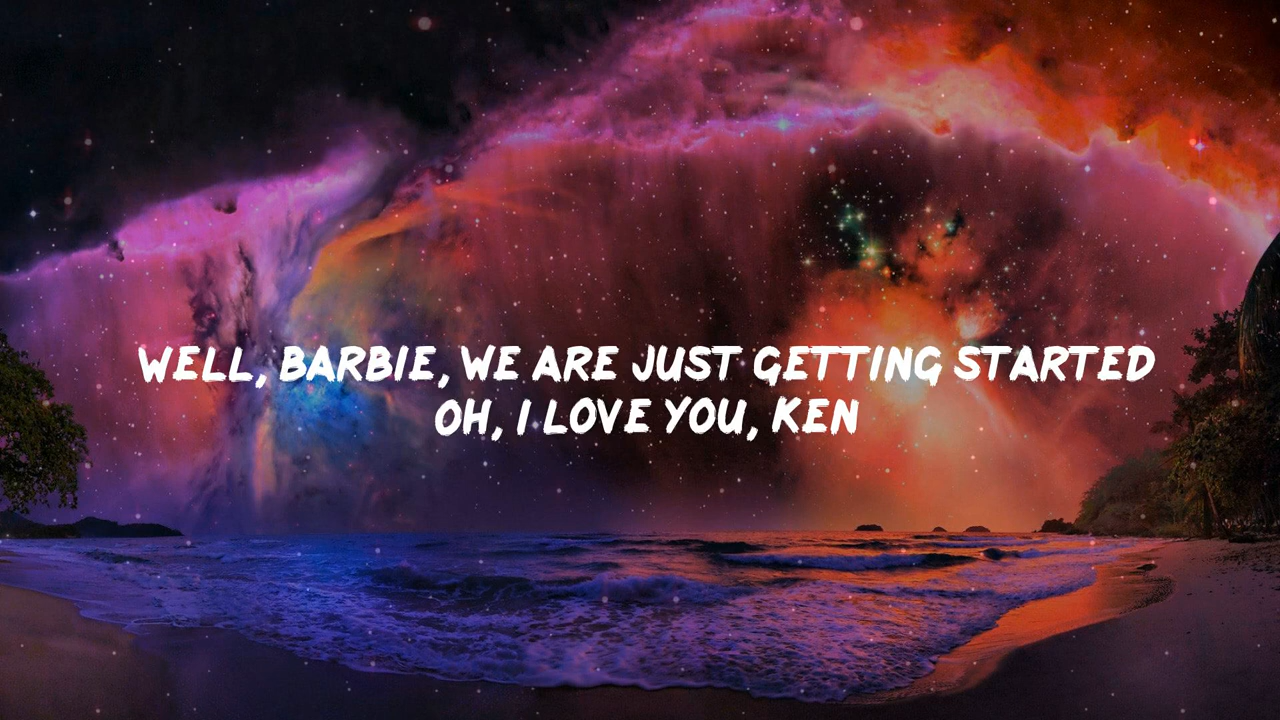 WELL, BARBIE, WE ARE JUST GETTING STARTED
OH, I LOVE YOU, KEN